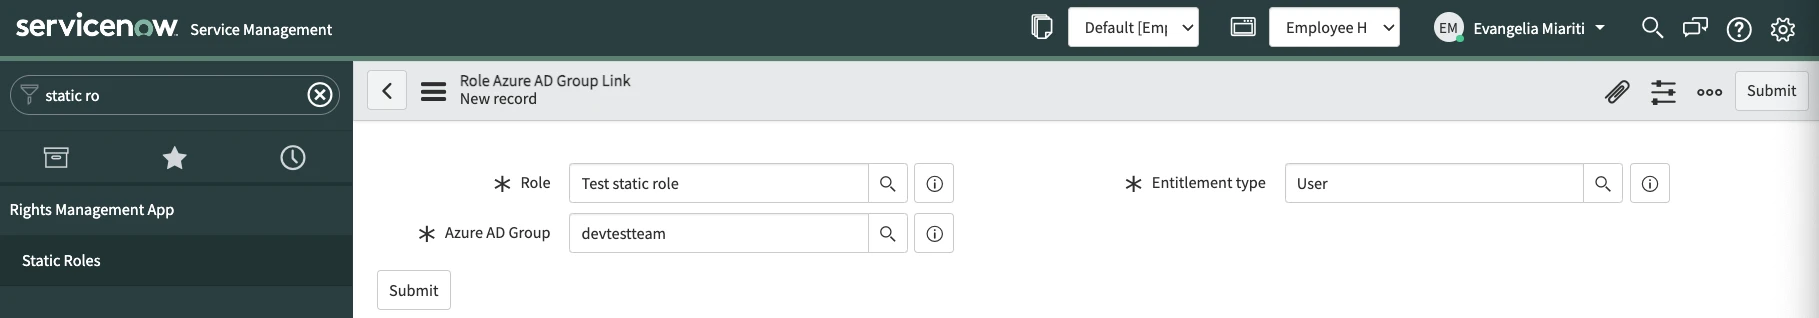 servicenow. Service Management
Default [Emp
Employee H
EM Evangelia Miariti
static ro
Rights Management App
Static Roles
Role Azure AD Group Link
New record
Submit
Role Test static role
Entitlement type User
Azure AD Group devtestteam
Submit